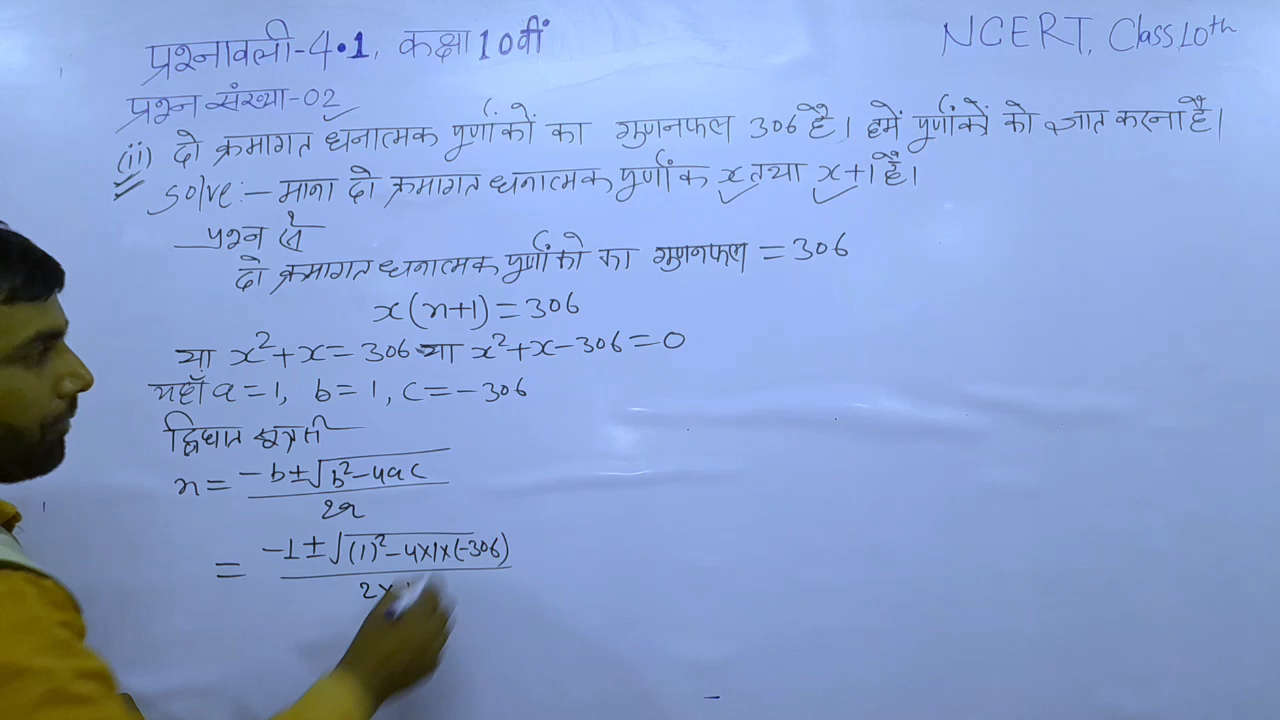 प्रश्नावली-4.1, कक्षा 10वीं
NCERT, Class 10th
प्रश्न संख्या-02
(ii) दो क्रमागत धनात्मक पूर्णांकों का गुणनफल 306 है। हमें पूर्णांकों को ज्ञात करना है।
Solve:- माना दो क्रमागत धनात्मक पूर्णांक x तथा x+1 हैं।
प्रश्न से
दो क्रमागत धनात्मक पूर्णांको का गुणनफल = 306
x(x+1) = 306
या x²+x = 306 या x²+x-306=0
यहाँ a=1, b=1, c=-306
द्विघात सूत्र से
x = -b±√b²-4ac
2a
= -1±√(1)²-4×1×(-306)
2×